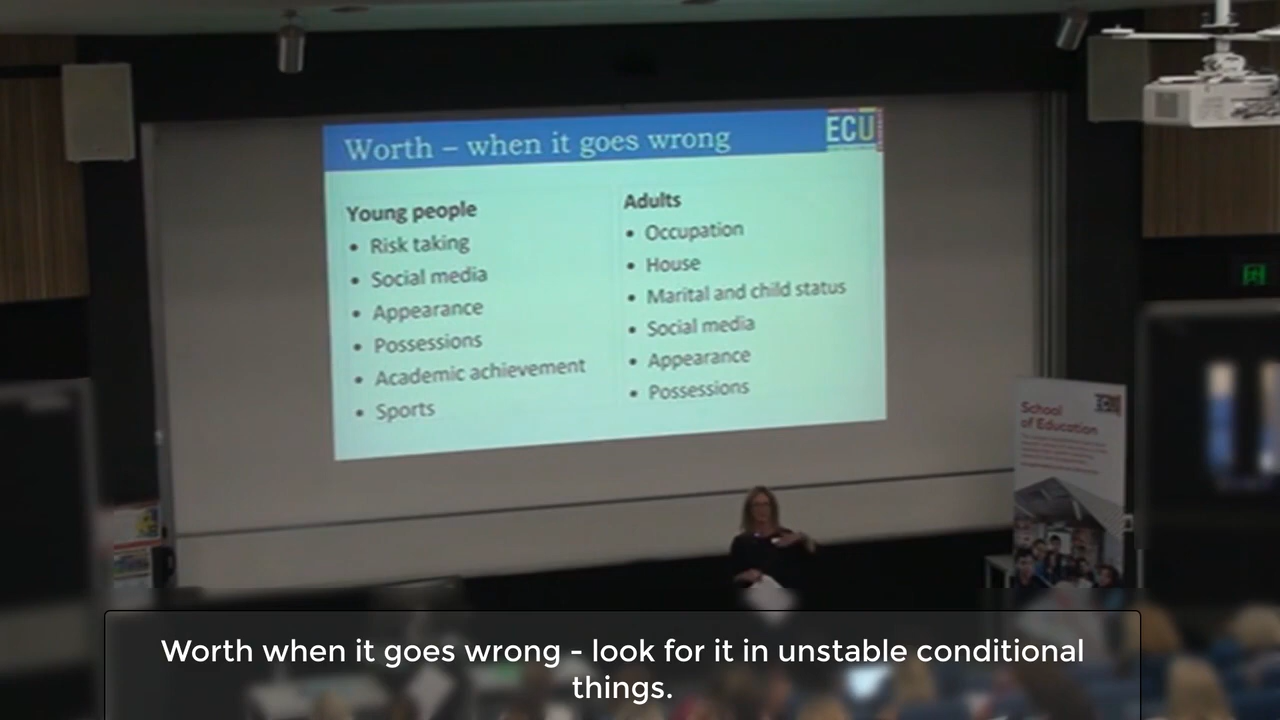 Worth – when it goes wrong
ECU
Young people
• Risk taking
• Social media
• Appearance
• Possessions
• Academic achievement
• Sports
Adults
• Occupation
• House
• Marital and child status
• Social media
• Appearance
• Possessions
School
of Education
Worth when it goes wrong - look for it in unstable conditional
things.